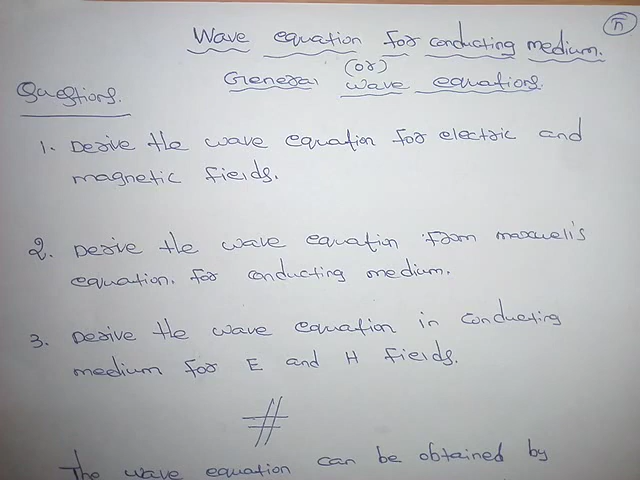 n
Wave equation for conducting medium.
(or)
General wave equations.
Questions.
1. Derive the wave equation for electric and
magnetic fields.
2. Derive the wave equatin from maxwell's
equation. for conducting medium.
3. Derive the wave equation in conducting
medium for E and H fields.
#
The wave equation can be obtained by